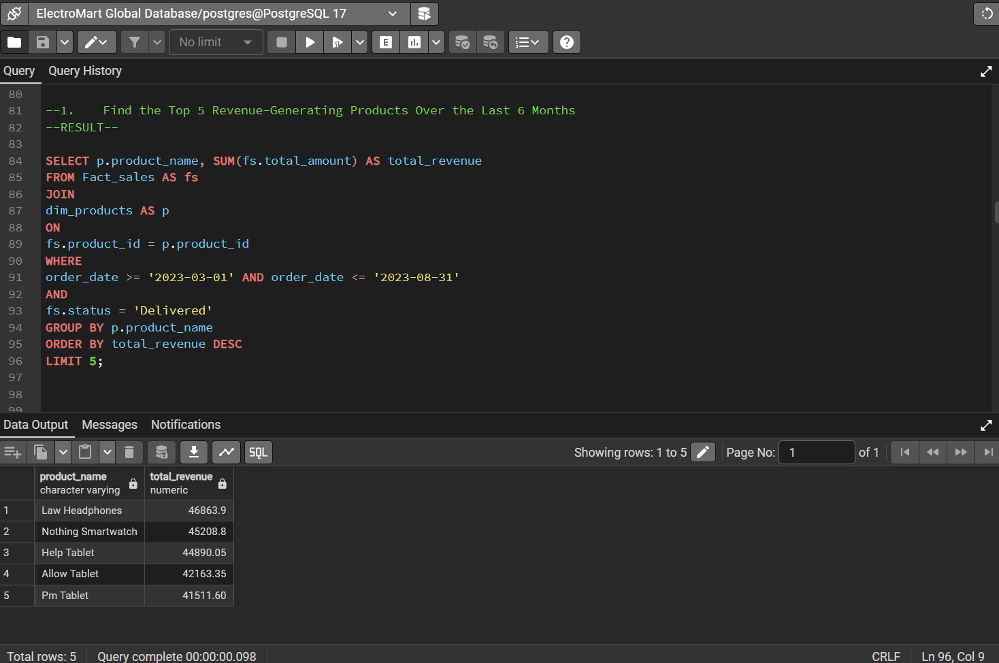 ElectroMart Global Database/postgres@PostgreSQL 17
No limit
E
Query Query History
80
81 --1. Find the Top 5 Revenue-Generating Products Over the Last 6 Months
82 --RESULT--
83
84 SELECT p.product_name, SUM(fs.total_amount) AS total_revenue
85 FROM Fact_sales AS fs
86 JOIN
87 dim_products AS p
88 ON
89 fs.product_id = p.product_id
90 WHERE
91 order_date >= '2023-03-01' AND order_date <= '2023-08-31'
92 AND
93 fs.status = 'Delivered'
94 GROUP BY p.product_name
95 ORDER BY total_revenue DESC
96 LIMIT 5;
97
98
99
Data Output Messages Notifications
SQL Showing rows: 1 to 5 Page No: 1 of 1
product_name total_revenue
character varying numeric
1 Law Headphones 46863.9
2 Nothing Smartwatch 45208.8
3 Help Tablet 44890.05
4 Allow Tablet 42163.35
5 Pm Tablet 41511.60
Total rows: 5 Query complete 00:00:00.098 CRLF Ln 96, Col 9